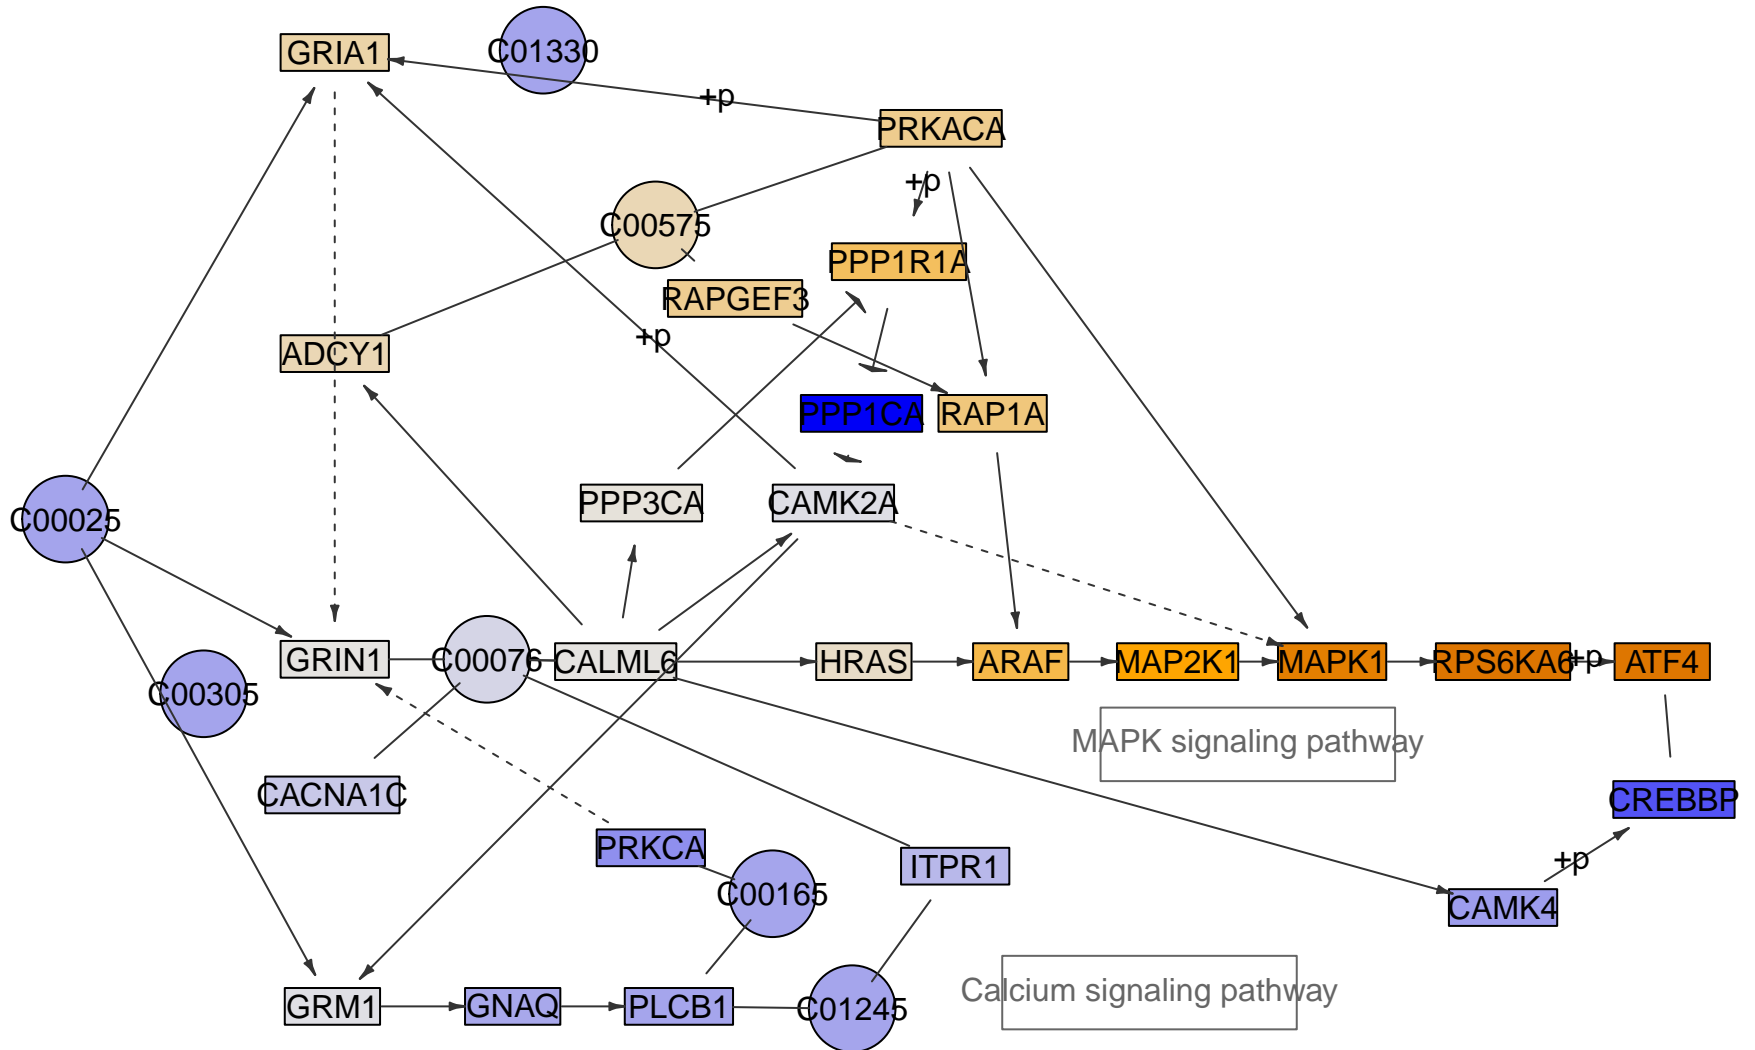 GRIA1
C01330
+p
PRKACA
+p
C00575
PPP1R1A
RAPGEF3
+p
ADCY1
PPP1CA
RAP1A
PPP3CA
CAMK2A
C00025
GRIN1
C00076
CALML6
HRAS
ARAF
MAP2K1
MAPK1
RPS6KA6
+p
ATF4
C00305
MAPK signaling pathway
CACNA1C
CREBBP
PRKCA
ITPR1
+p
C00165
CAMK4
Calcium signaling pathway
GRM1
GNAQ
PLCB1
C01245